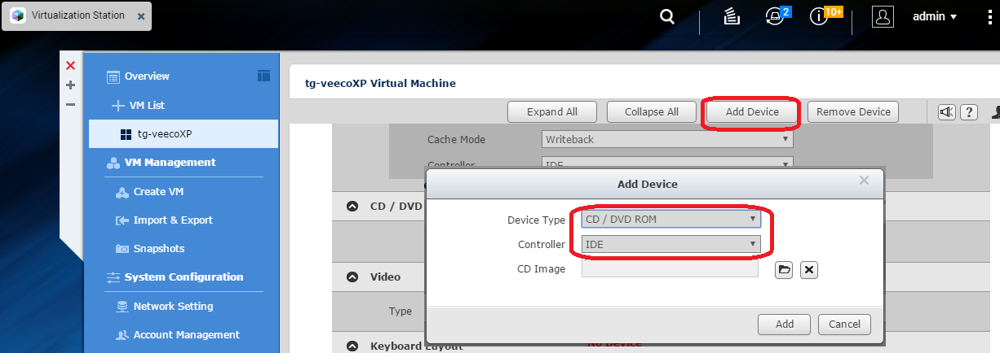 Virtualization Station
2
10+
admin
Overview
VM List
tg-veecoXP
VM Management
Create VM
Import & Export
Snapshots
System Configuration
Network Setting
Account Management
tg-veecoXP Virtual Machine
Expand All
Collapse All
Add Device
Remove Device
?
Cache Mode
Writeback
Controller
IDE
CD / DVD
Video
Type
Keyboard Layout
No Device
Add Device
Device Type
CD / DVD ROM
Controller
IDE
CD Image
Add
Cancel